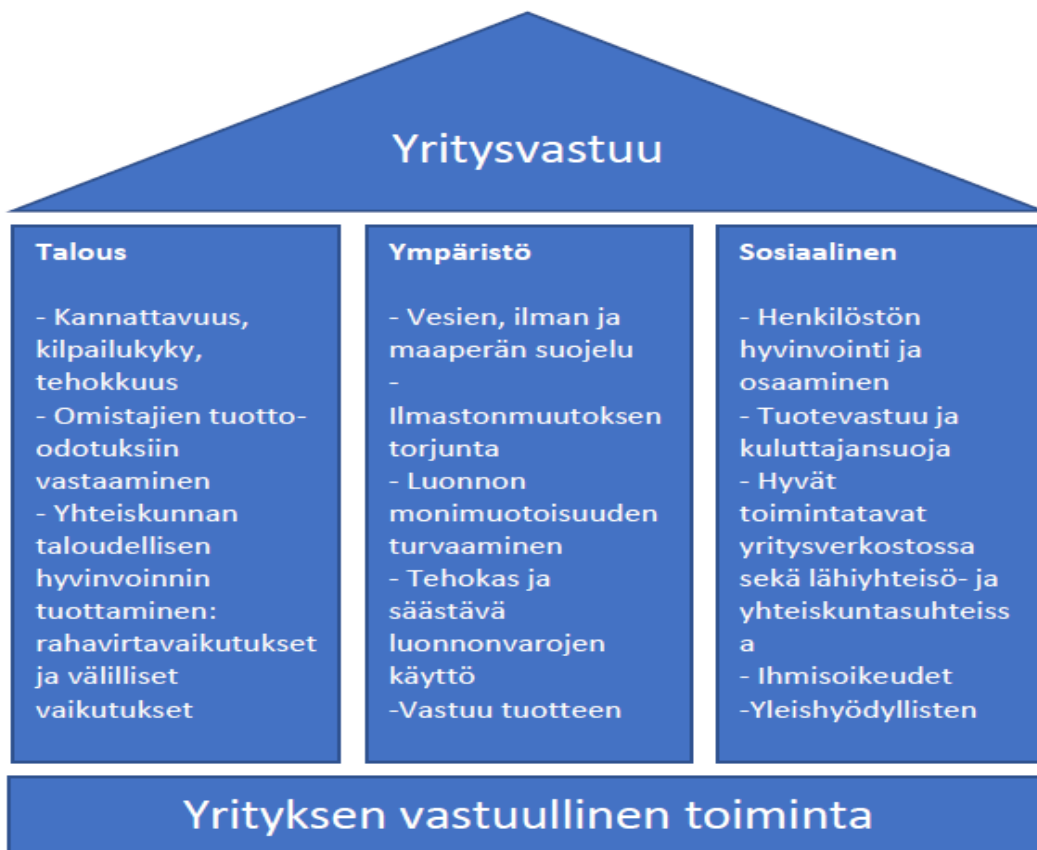 Yritysvastuu
Talous
- Kannattavuus,
kilpailukyky,
tehokkuus
- Omistajien tuotto-
odotuksiin
vastaaminen
- Yhteiskunnan
taloudellisen
hyvinvoinnin
tuottaminen:
rahavirtavaikutukset
ja välilliset
vaikutukset
Ympäristö
- Vesien, ilman ja
maaperän suojelu
-
Ilmastonmuutoksen
torjunta
- Luonnon
monimuotoisuuden
turvaaminen
- Tehokas ja
säästävä
luonnonvarojen
käyttö
-Vastuu tuotteen
Sosiaalinen
- Henkilöstön
hyvinvointi ja
osaaminen
- Tuotevastuu ja
kuluttajansuoja
- Hyvät
toimintatavat
yritysverkostossa
sekä lähiyhteisö- ja
yhteiskuntasuhteiss
a
- Ihmisoikeudet
-Yleishyödyllisten
Yrityksen vastuullinen toiminta